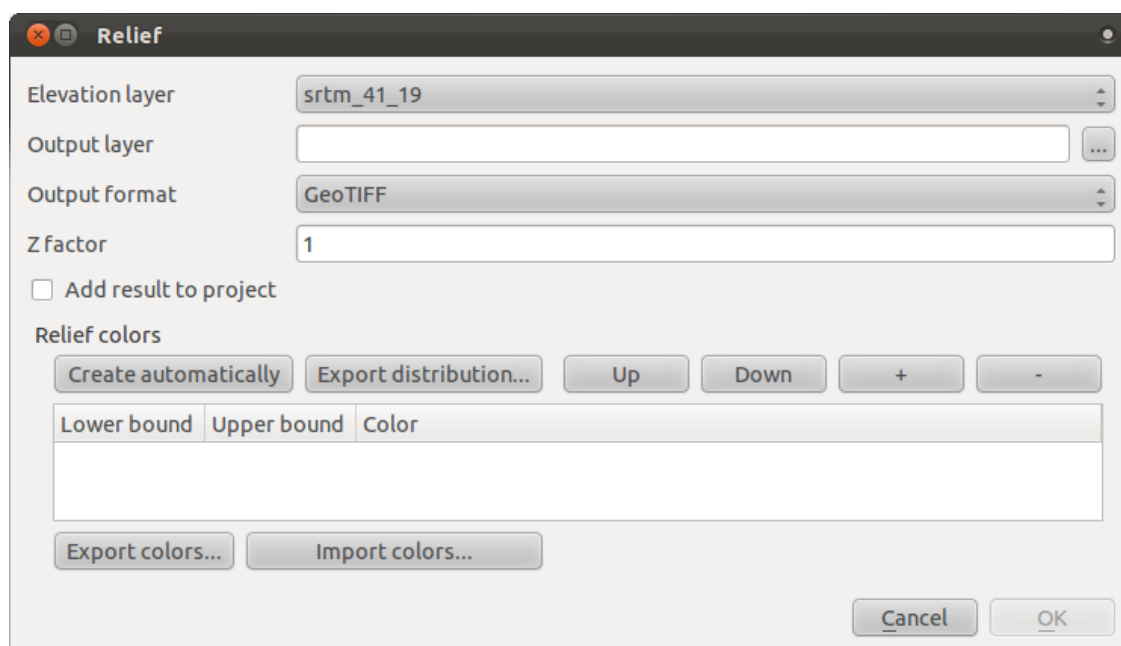 Relief
Elevation layer srtm_41_19
Output layer ...
Output format GeoTIFF
Z factor 1
Add result to project
Relief colors
Create automatically Export distribution... Up Down + -
Lower bound Upper bound Color
Export colors... Import colors...
Cancel OK